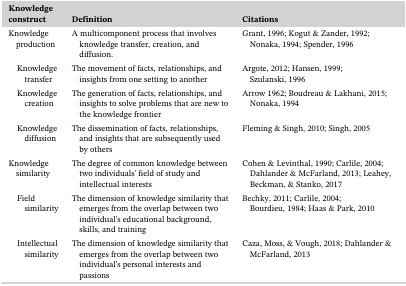 Knowledge construct Definition Citations
Knowledge production A multicomponent process that involves knowledge transfer, creation, and diffusion. Grant, 1996; Kogut & Zander, 1992; Nonaka, 1994; Spender, 1996
Knowledge transfer The movement of facts, relationships, and insights from one setting to another Argote, 2012; Hansen, 1999; Szulanski, 1996
Knowledge creation The generation of facts, relationships, and insights to solve problems that are new to the knowledge frontier Arrow 1962; Boudreau & Lakhani, 2015; Nonaka, 1994
Knowledge diffusion The dissemination of facts, relationships, and insights that are subsequently used by others Fleming & Singh, 2010; Singh, 2005
Knowledge similarity The degree of common knowledge between two individuals' field of study and intellectual interests Cohen & Levinthal, 1990; Carlile, 2004; Dahlander & McFarland, 2013; Leahey, Beckman, & Stanko, 2017
Field similarity The dimension of knowledge similarity that emerges from the overlap between two individual's educational background, skills, and training Bechky, 2011; Carlile, 2004; Bourdieu, 1984; Haas & Park, 2010
Intellectual similarity The dimension of knowledge similarity that emerges from the overlap between two individual's personal interests and passions Caza, Moss, & Vough, 2018; Dahlander & McFarland, 2013